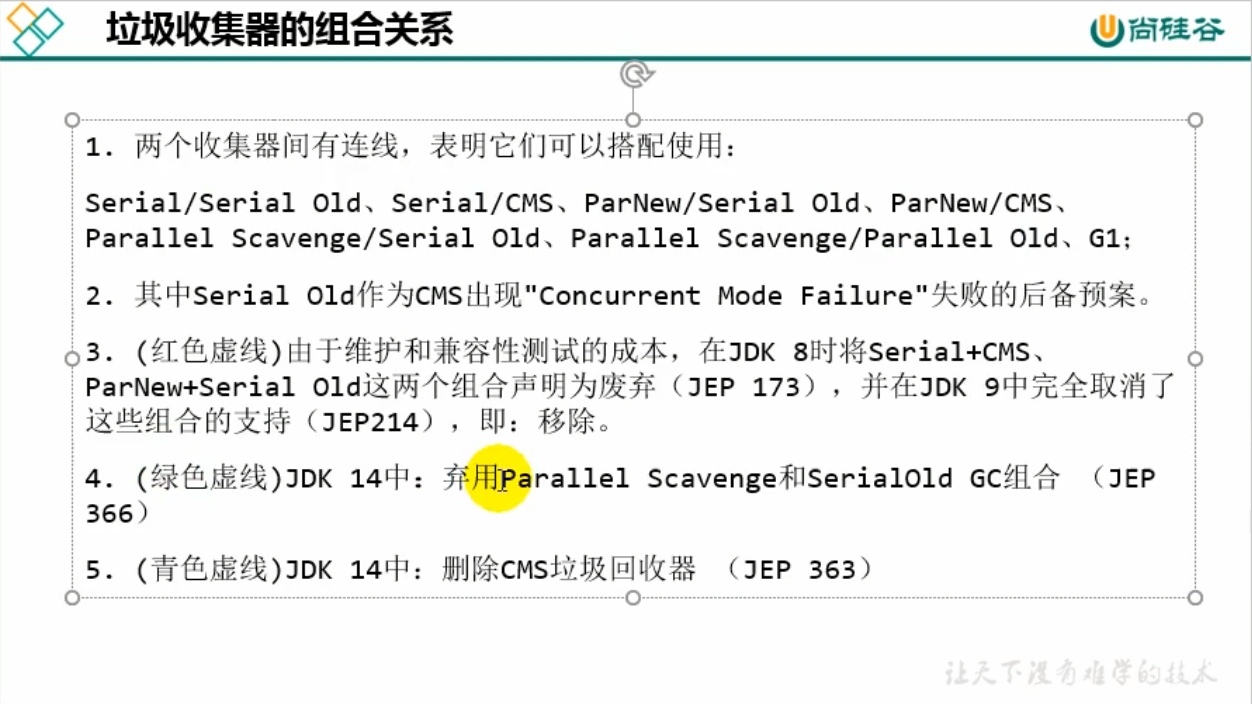 垃圾收集器的组合关系
尚硅谷
1. 两个收集器间有连线，表明它们可以搭配使用：
Serial/Serial Old、Serial/CMS、ParNew/Serial Old、ParNew/CMS、
Parallel Scavenge/Serial Old、Parallel Scavenge/Parallel Old、G1；
2. 其中Serial Old作为CMS出现"Concurrent Mode Failure"失败的后备预案。
3. (红色虚线)由于维护和兼容性测试的成本，在JDK 8时将Serial+CMS、
ParNew+Serial Old这两个组合声明为废弃（JEP 173），并在JDK 9中完全取消了
这些组合的支持（JEP214），即：移除。
4. (绿色虚线)JDK 14中：弃用Parallel Scavenge和SerialOld GC组合 （JEP
366）
5. (青色虚线)JDK 14中：删除CMS垃圾回收器 （JEP 363）
让天下没有难学的技术